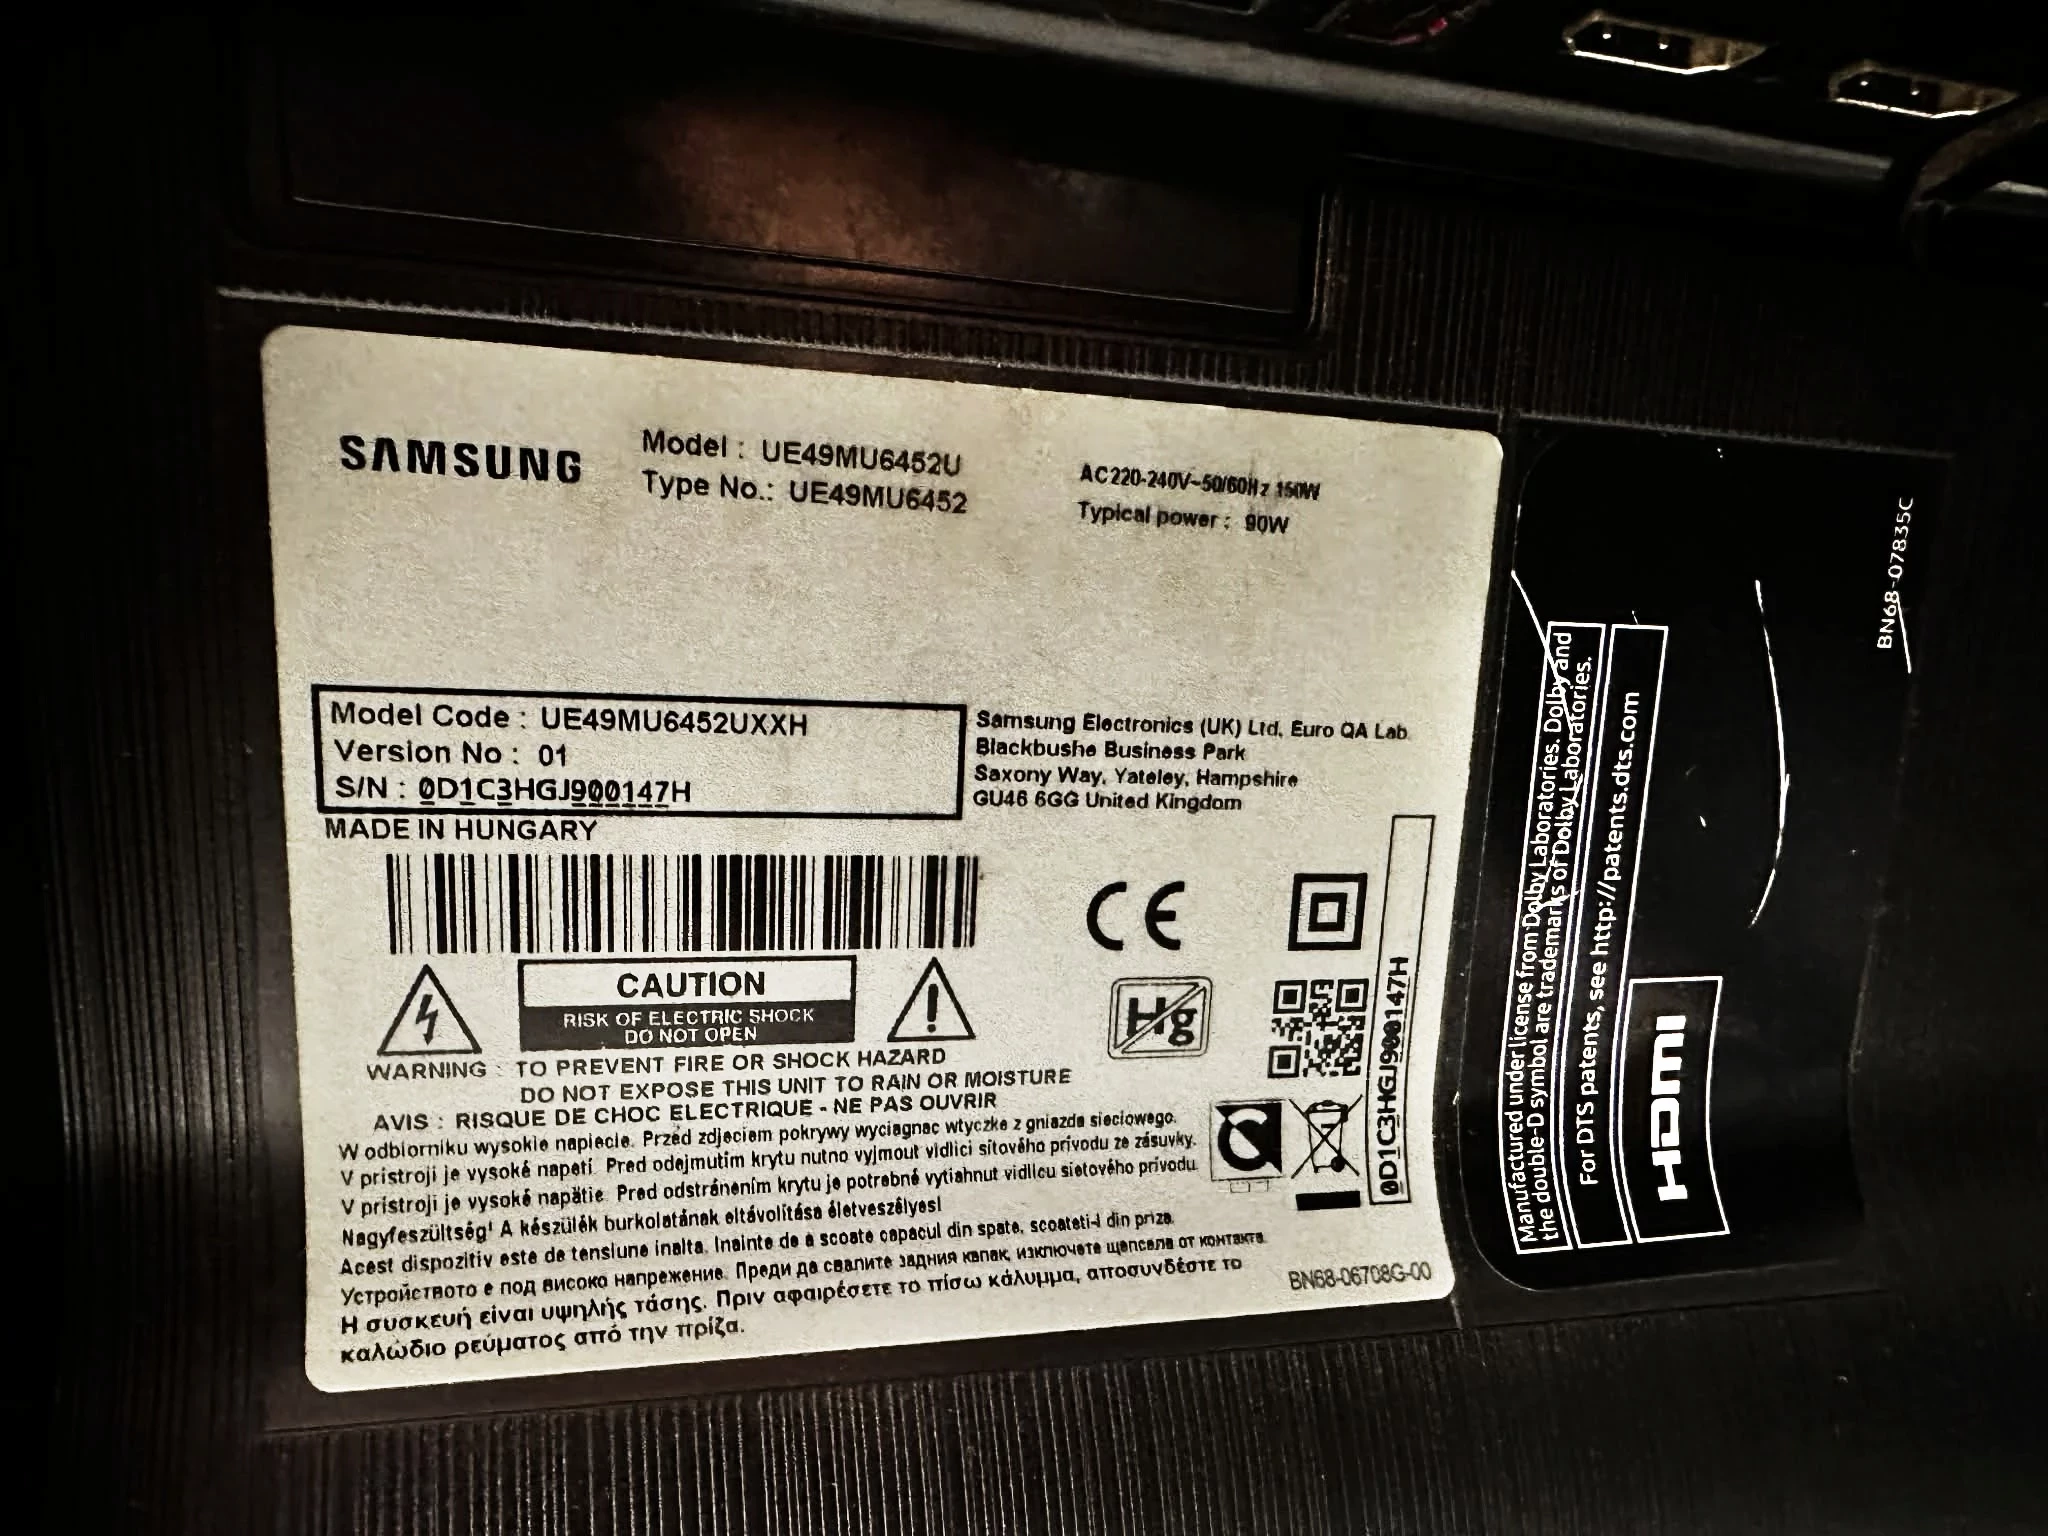 SAMSUNG
Model : UE49MU6452U
Type No.: UE49MU6452
AC220-240V~50/60Hz 150W
Typical power : 90W
Model Code : UE49MU6452UXXH
Version No : 01
S/N : 0D1C3HGJ900147H
MADE IN HUNGARY
Samsung Electronics (UK) Ltd, Euro QA Lab.
Blackbushe Business Park
Saxony Way, Yateley, Hampshire
GU46 6GG United Kingdom
CE
CAUTION
RISK OF ELECTRIC SHOCK
DO NOT OPEN
Hg
WARNING : TO PREVENT FIRE OR SHOCK HAZARD
DO NOT EXPOSE THIS UNIT TO RAIN OR MOISTURE
AVIS : RISQUE DE CHOC ELECTRIQUE - NE PAS OUVRIR
W odbiorniku wysokie napiecie. Przed zdjeciem pokrywy wyciagnac wtyczke z gniazda sieciowego.
V pristroji je vysoké napetí. Pred odejmutím krytu nutno vyjmout vidlici sítového prívodu ze zásuvky.
V prístroji je vysoké napätie. Pred odstránením krytu je potrebné vytiahnut vidlicu sietového prívodu.
Nagyfeszültség! A készülék burkolatának eltávolítása életveszélyes!
Acest dispozitiv este de tensiune inalta. Inainte de a scoate capacul din spate, scoateti-l din priza.
Устройството е под високо напрежение. Преди да свалите задния капак, изключете щепсела от контакта.
Η συσκευή είναι υψηλής τάσης. Πριν αφαιρέσετε το πίσω κάλυμμα, αποσυνδέστε το
καλώδιο ρεύματος από την πρίζα.
BN68-06708G-00
0D1C3HGJ900147H
Manufactured under license from Dolby Laboratories. Dolby and
the double-D symbol are trademarks of Dolby Laboratories.
For DTS patents, see http://patents.dts.com
HDMI
BN68-07835C